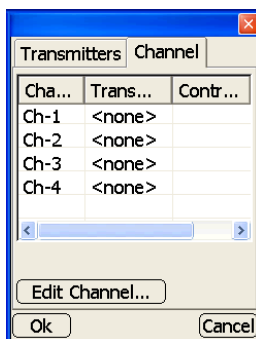 Transmitters Channel
Cha... Trans... Contr...
Ch-1 <none>
Ch-2 <none>
Ch-3 <none>
Ch-4 <none>
Edit Channel...
Ok Cancel